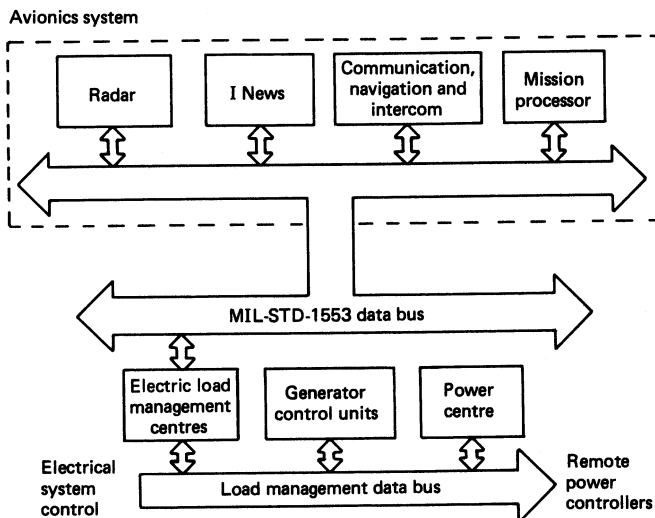 Avionics system
Radar
I News
Communication,
navigation and
intercom
Mission
processor
MIL-STD-1553 data bus
Electric load
management
centres
Generator
control units
Power
centre
Electrical
system
control
Load management data bus
Remote
power
controllers